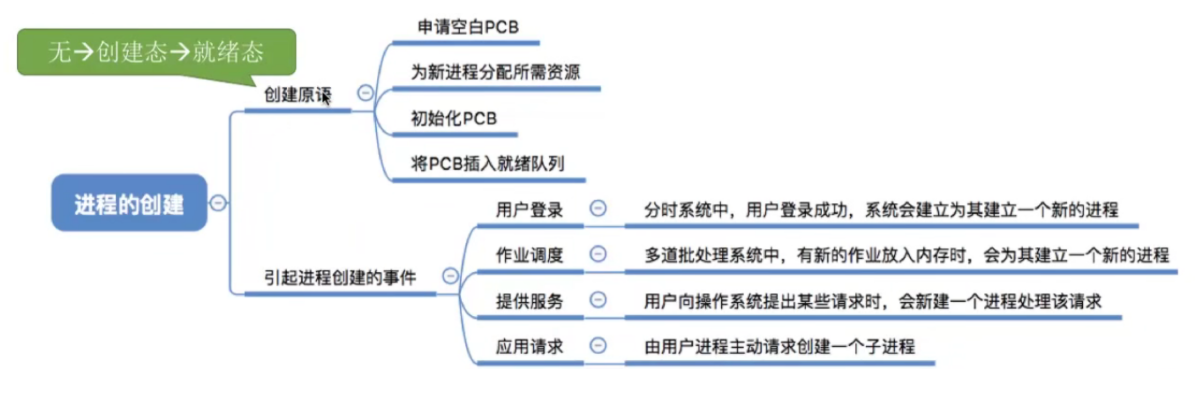 无→创建态→就绪态
创建原语
申请空白PCB
为新进程分配所需资源
初始化PCB
将PCB插入就绪队列
进程的创建
引起进程创建的事件
用户登录
分时系统中，用户登录成功，系统会建立为其建立一个新的进程
作业调度
多道批处理系统中，有新的作业放入内存时，会为其建立一个新的进程
提供服务
用户向操作系统提出某些请求时，会新建一个进程处理该请求
应用请求
由用户进程主动请求创建一个子进程